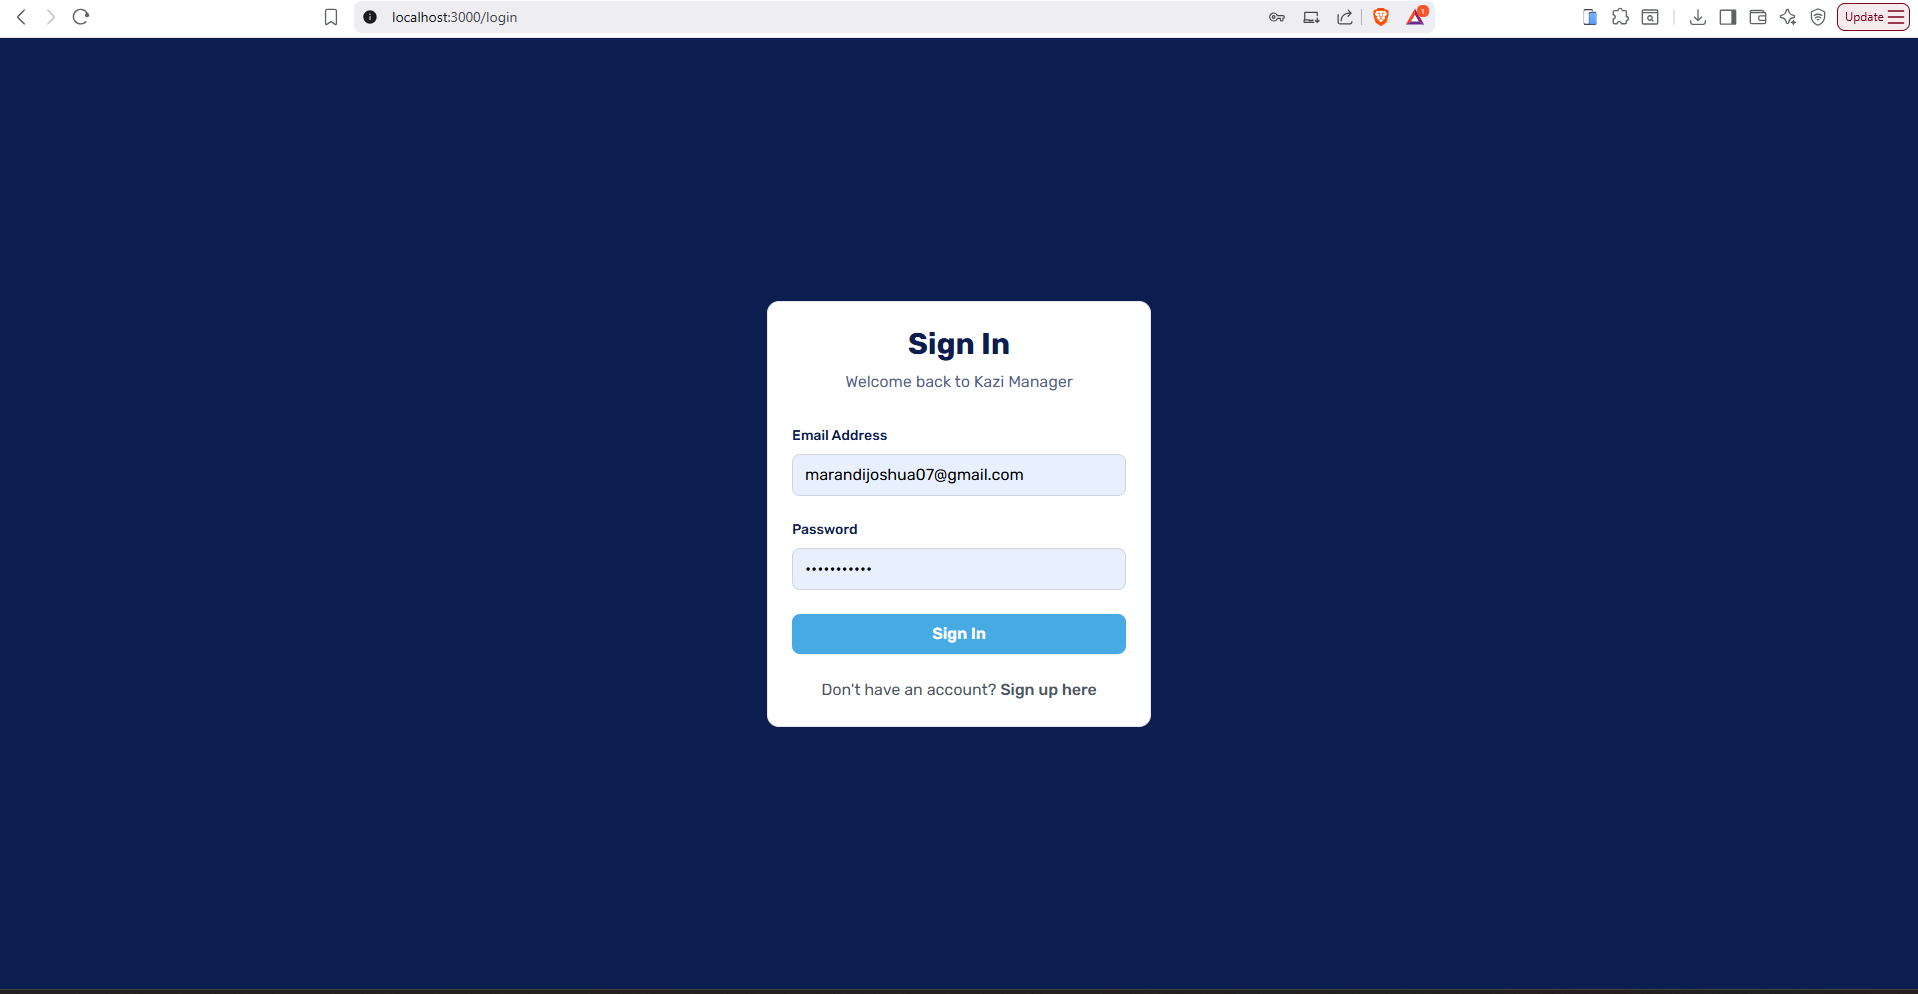 localhost:3000/login
1
Update
Sign In
Welcome back to Kazi Manager
Email Address
marandijoshua07@gmail.com
Password
•••••••••••
Sign In
Don't have an account? Sign up here